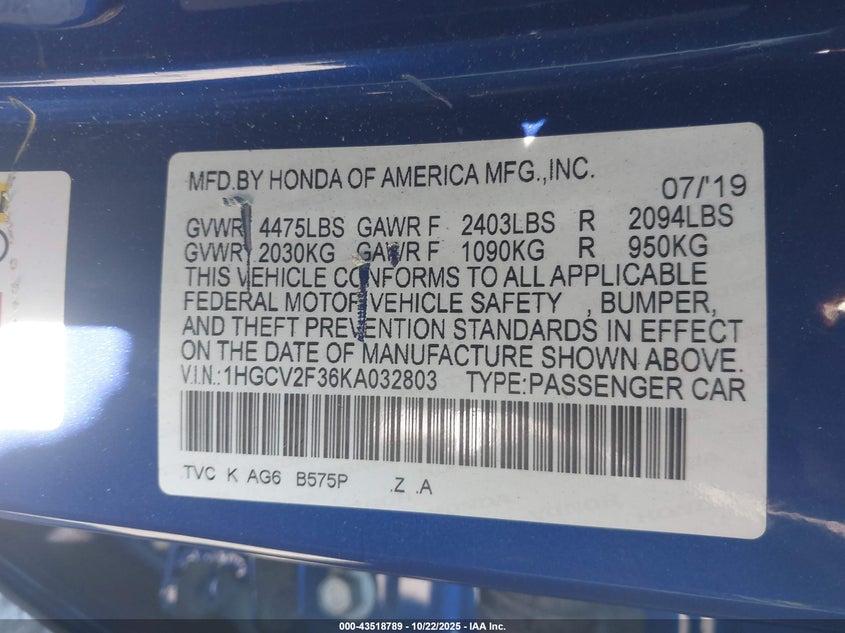 MFD.BY HONDA OF AMERICA MFG.,INC.
07/'19
GVWR 4475LBS GAWR F 2403LBS R 2094LBS
GVWR 2030KG GAWR F 1090KG R 950KG
THIS VEHICLE CONFORMS TO ALL APPLICABLE
FEDERAL MOTOR VEHICLE SAFETY , BUMPER,
AND THEFT PREVENTION STANDARDS IN EFFECT
ON THE DATE OF MANUFACTURE SHOWN ABOVE.
V.I.N.:1HGCV2F36KA032803 TYPE:PASSENGER CAR
TVC K AG6 B575P .Z .A
000-43518789 - 10/22/2025 - IAA Inc.